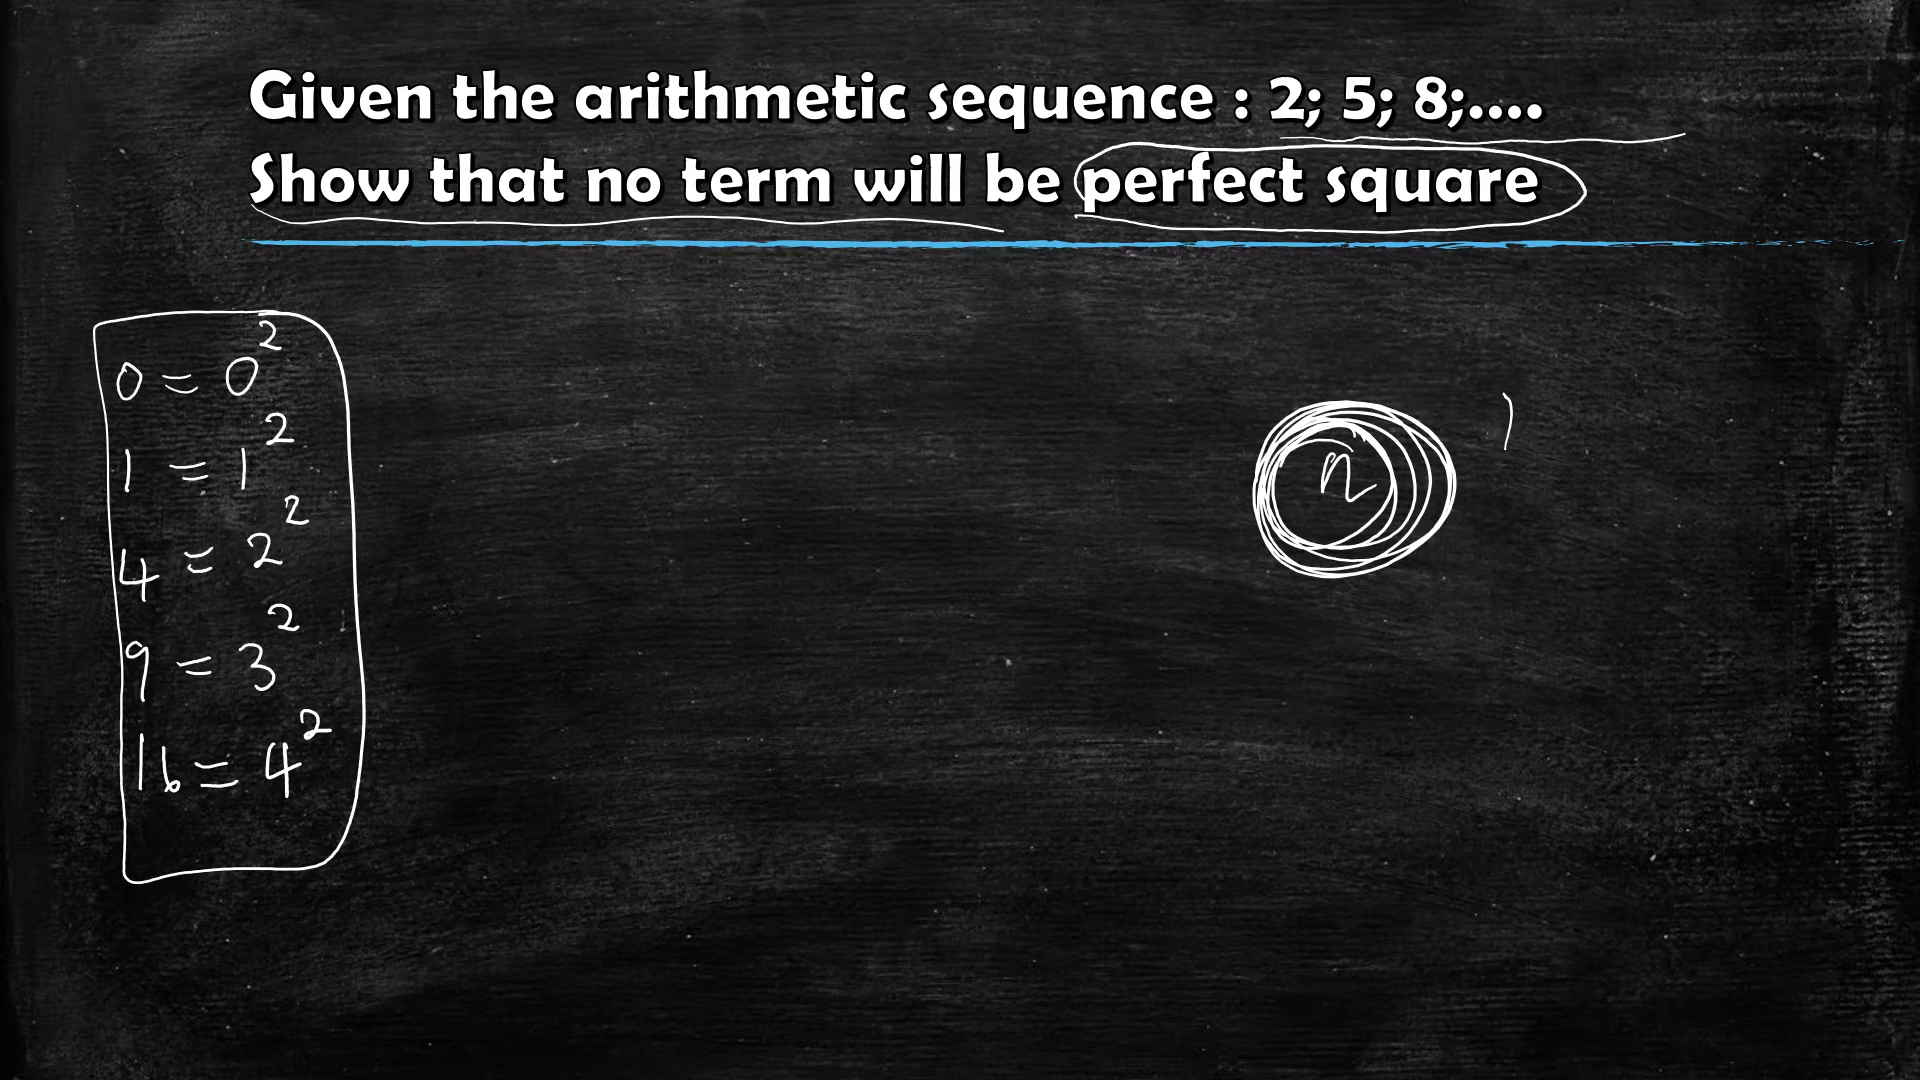 Given the arithmetic sequence : 2; 5; 8;....
Show that no term will be perfect square
0 = 0²
1 = 1²
4 = 2²
9 = 3²
16 = 4²
n